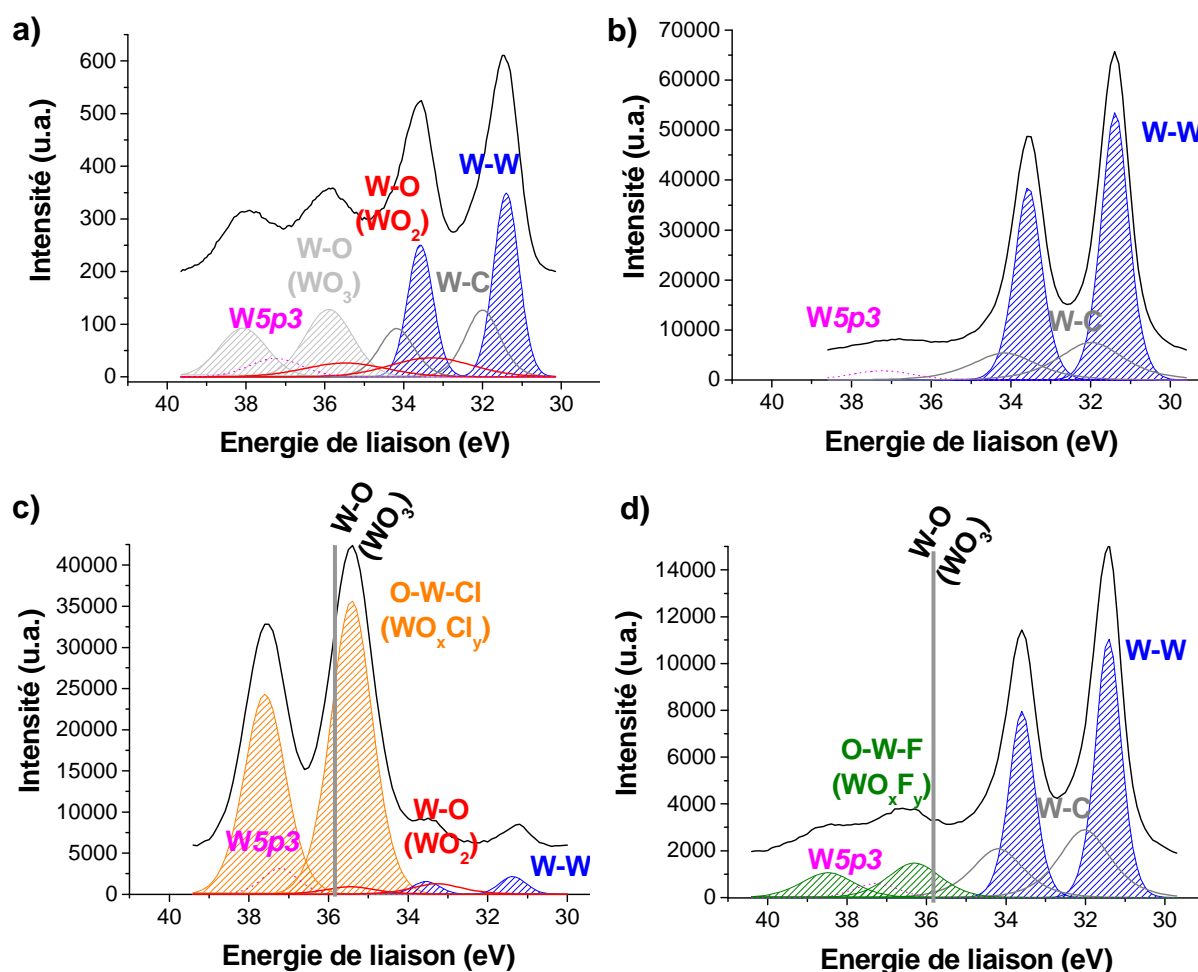 a)
Intensité (u.a.)
600
500
400
300
200
100
0
W-W
W-O
(WO2)
W-O
(WO3)
W-C
W5p3
40
38
36
34
32
30
Energie de liaison (eV)
b)
Intensité (u.a.)
70000
60000
50000
40000
30000
20000
10000
0
W-W
W-C
W5p3
40
38
36
34
32
30
Energie de liaison (eV)
c)
Intensité (u.a.)
40000
35000
30000
25000
20000
15000
10000
5000
0
W-O
(WO3)
O-W-Cl
(WOxCly)
W-O
(WO2)
W5p3
W-W
40
38
36
34
32
30
Energie de liaison (eV)
d)
Intensité (u.a.)
14000
12000
10000
8000
6000
4000
2000
0
W-O
(WO3)
W-W
O-W-F
(WOxFy)
W-C
W5p3
40
38
36
34
32
30
Energie de liaison (eV)